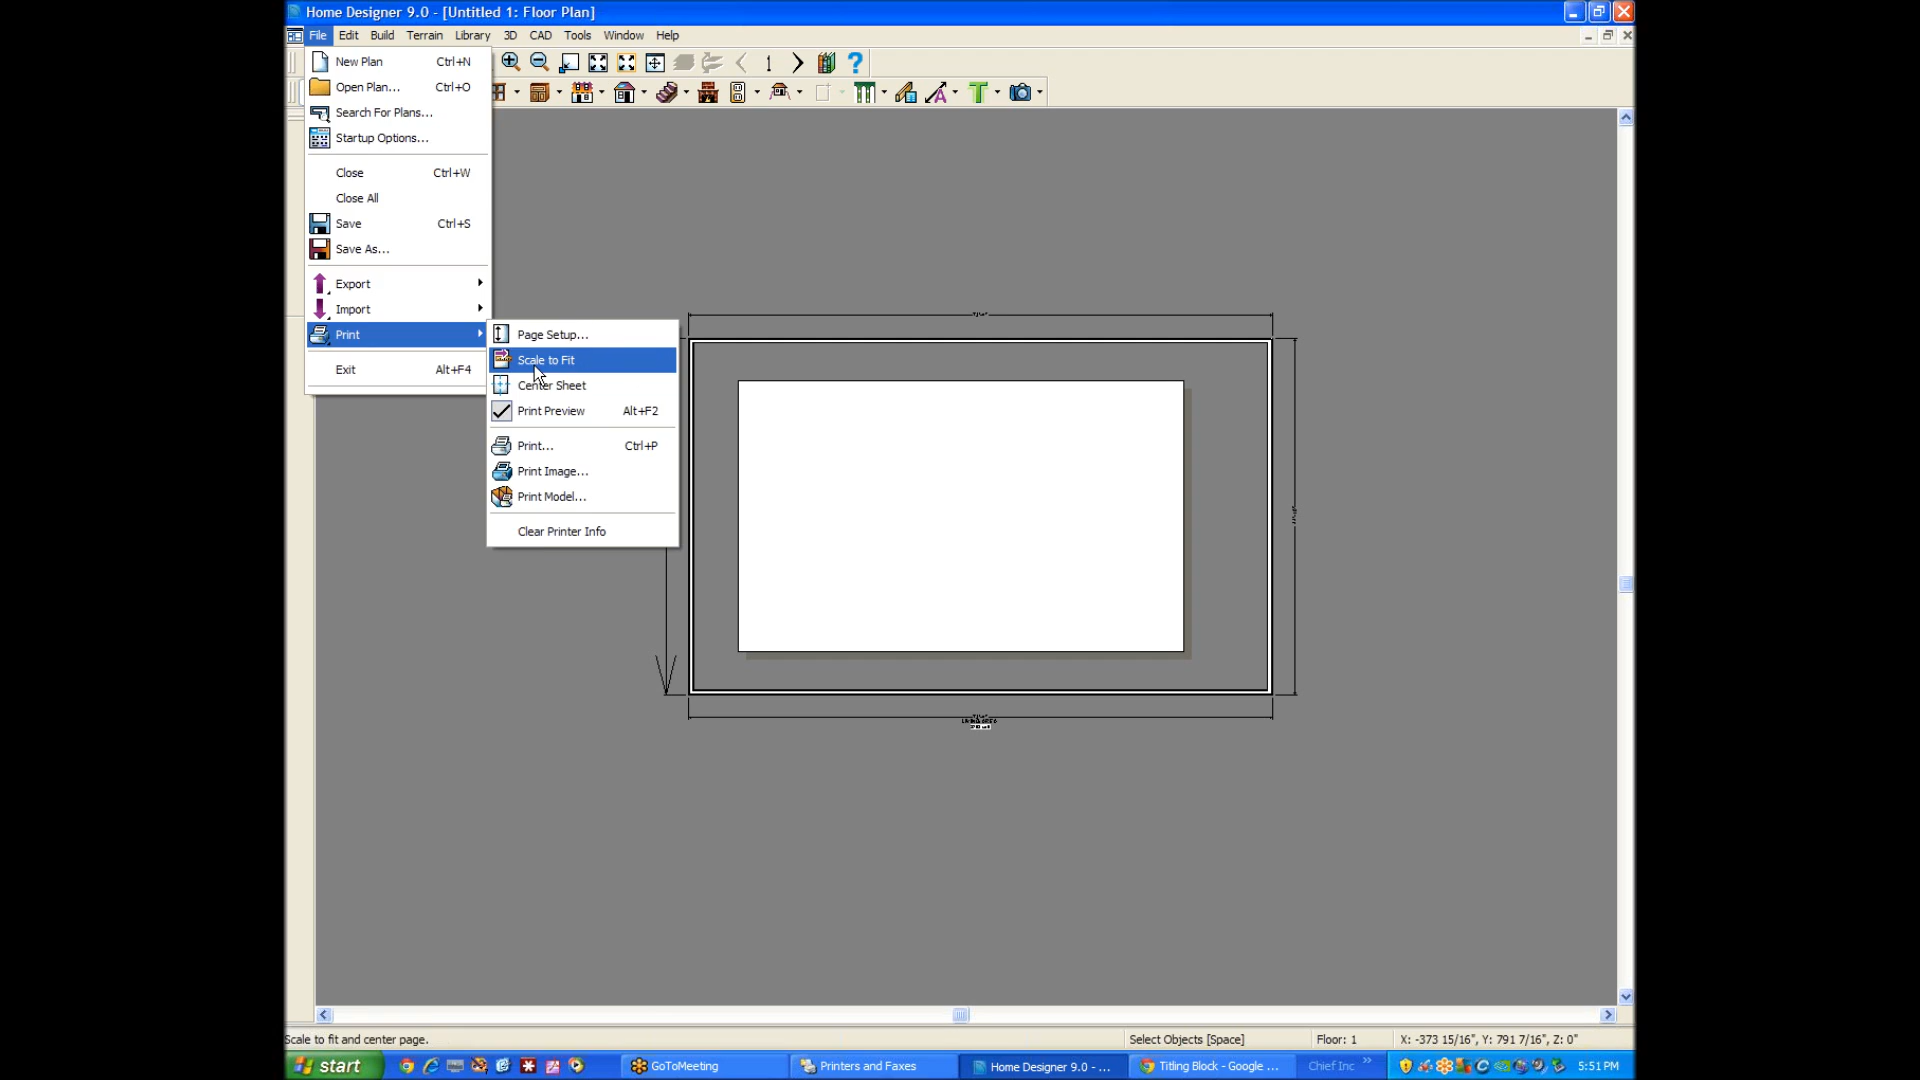 Home Designer 9.0 - [Untitled 1: Floor Plan]
File Edit Build Terrain Library 3D CAD Tools Window Help
New Plan Ctrl+N
Open Plan... Ctrl+O
Search For Plans...
Startup Options...
Close Ctrl+W
Close All
Save Ctrl+S
Save As...
Export
Import
Print
Exit Alt+F4
Page Setup...
Scale to Fit
Center Sheet
Print Preview Alt+F2
Print... Ctrl+P
Print Image...
Print Model...
Clear Printer Info
1
Scale to fit and center page.
Select Objects [Space]
Floor: 1
X: -373 15/16", Y: 791 7/16", Z: 0"
start
GoToMeeting
Printers and Faxes
Home Designer 9.0 - ...
Titling Block - Google ...
Chief Inc
5:51 PM